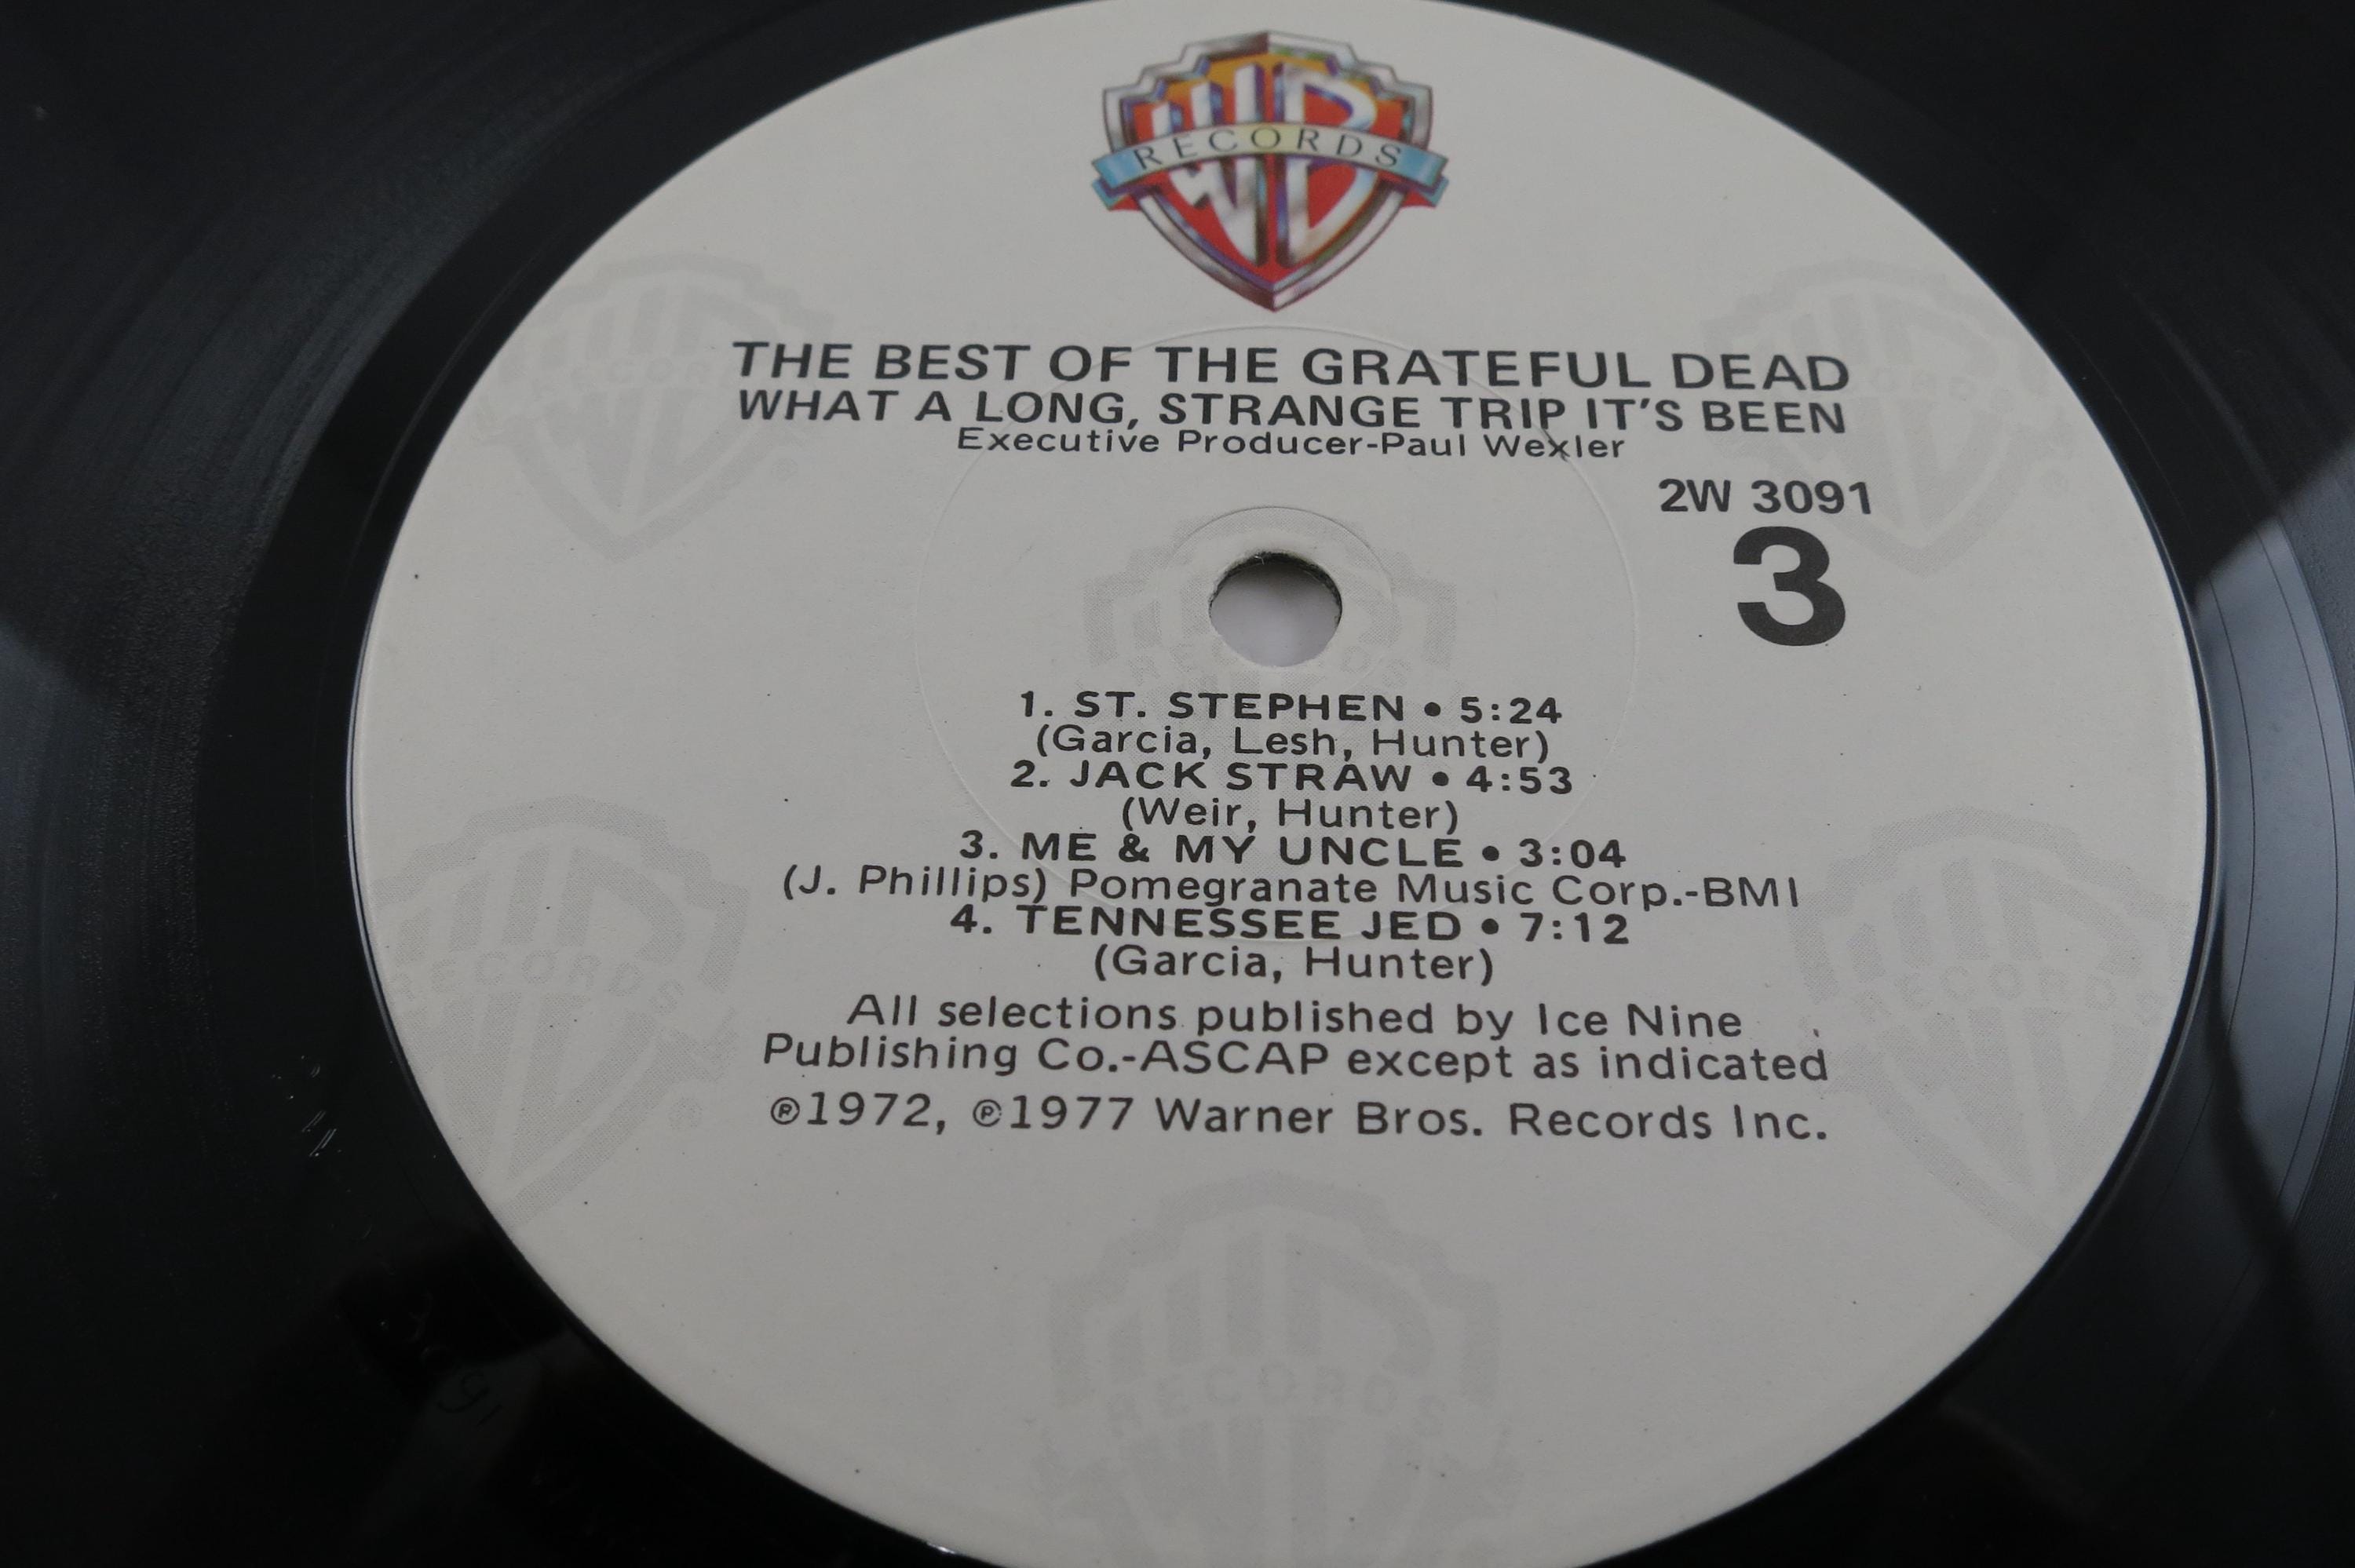 WB
RECORDS
THE BEST OF THE GRATEFUL DEAD
WHAT A LONG, STRANGE TRIP IT'S BEEN
Executive Producer-Paul Wexler
2W 3091
3
1. ST. STEPHEN • 5:24
(Garcia, Lesh, Hunter)
2. JACK STRAW • 4:53
(Weir, Hunter)
3. ME & MY UNCLE • 3:04
(J. Phillips) Pomegranate Music Corp.-BMI
4. TENNESSEE JED • 7:12
(Garcia, Hunter)
All selections published by Ice Nine
Publishing Co.-ASCAP except as indicated
℗1972, ℗1977 Warner Bros. Records Inc.